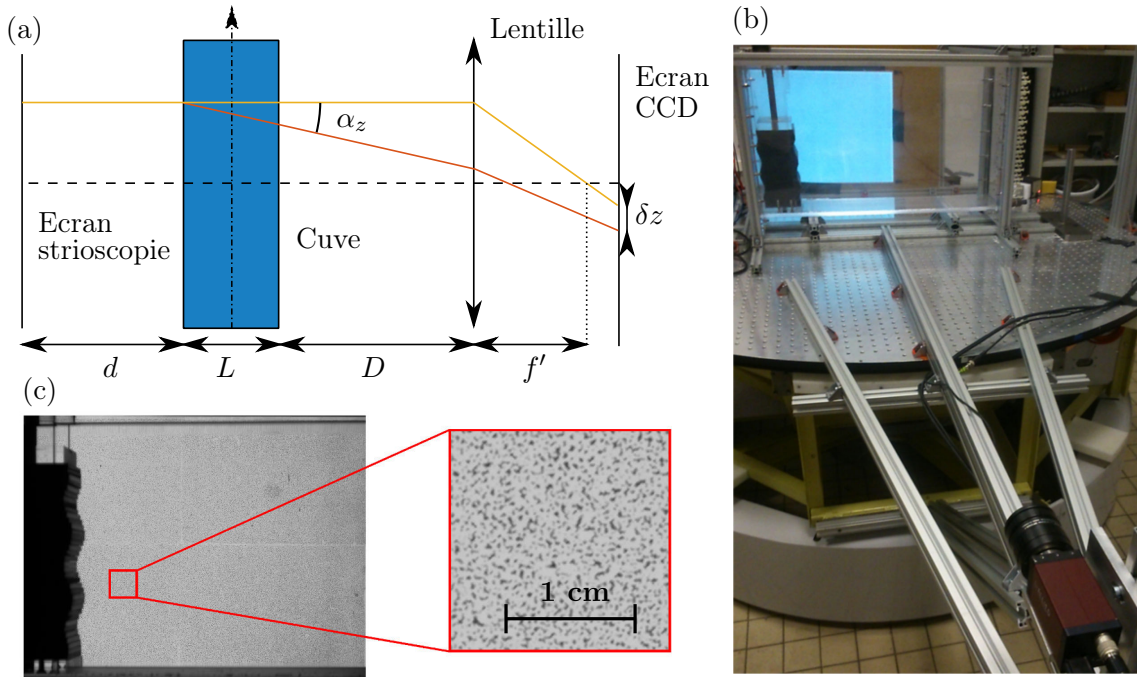 (a)
Lentille
Ecran
CCD
α_z
δz
Ecran
strioscopie
Cuve
d
L
D
f′
(b)
(c)
1 cm